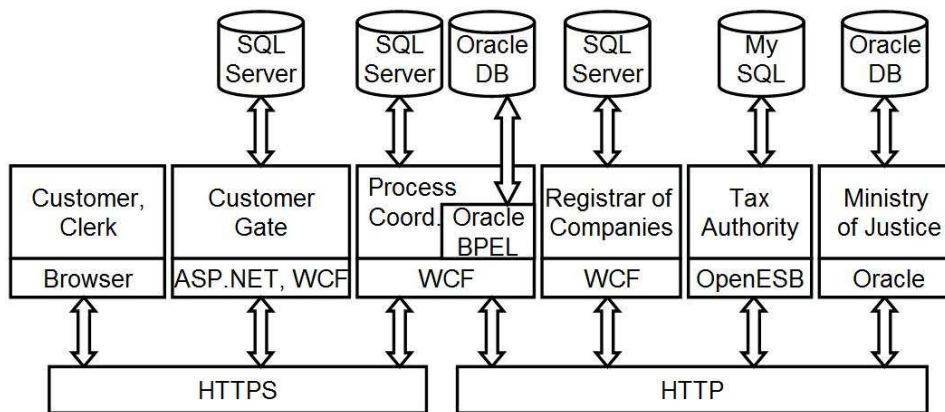 SQL
Server
SQL
Server
Oracle
DB
SQL
Server
My
SQL
Oracle
DB
Customer,
Clerk
Customer
Gate
Process
Coord.
Oracle
BPEL
Registrar of
Companies
Tax
Authority
Ministry
of Justice
Browser
ASP.NET, WCF
WCF
WCF
OpenESB
Oracle
HTTPS
HTTP